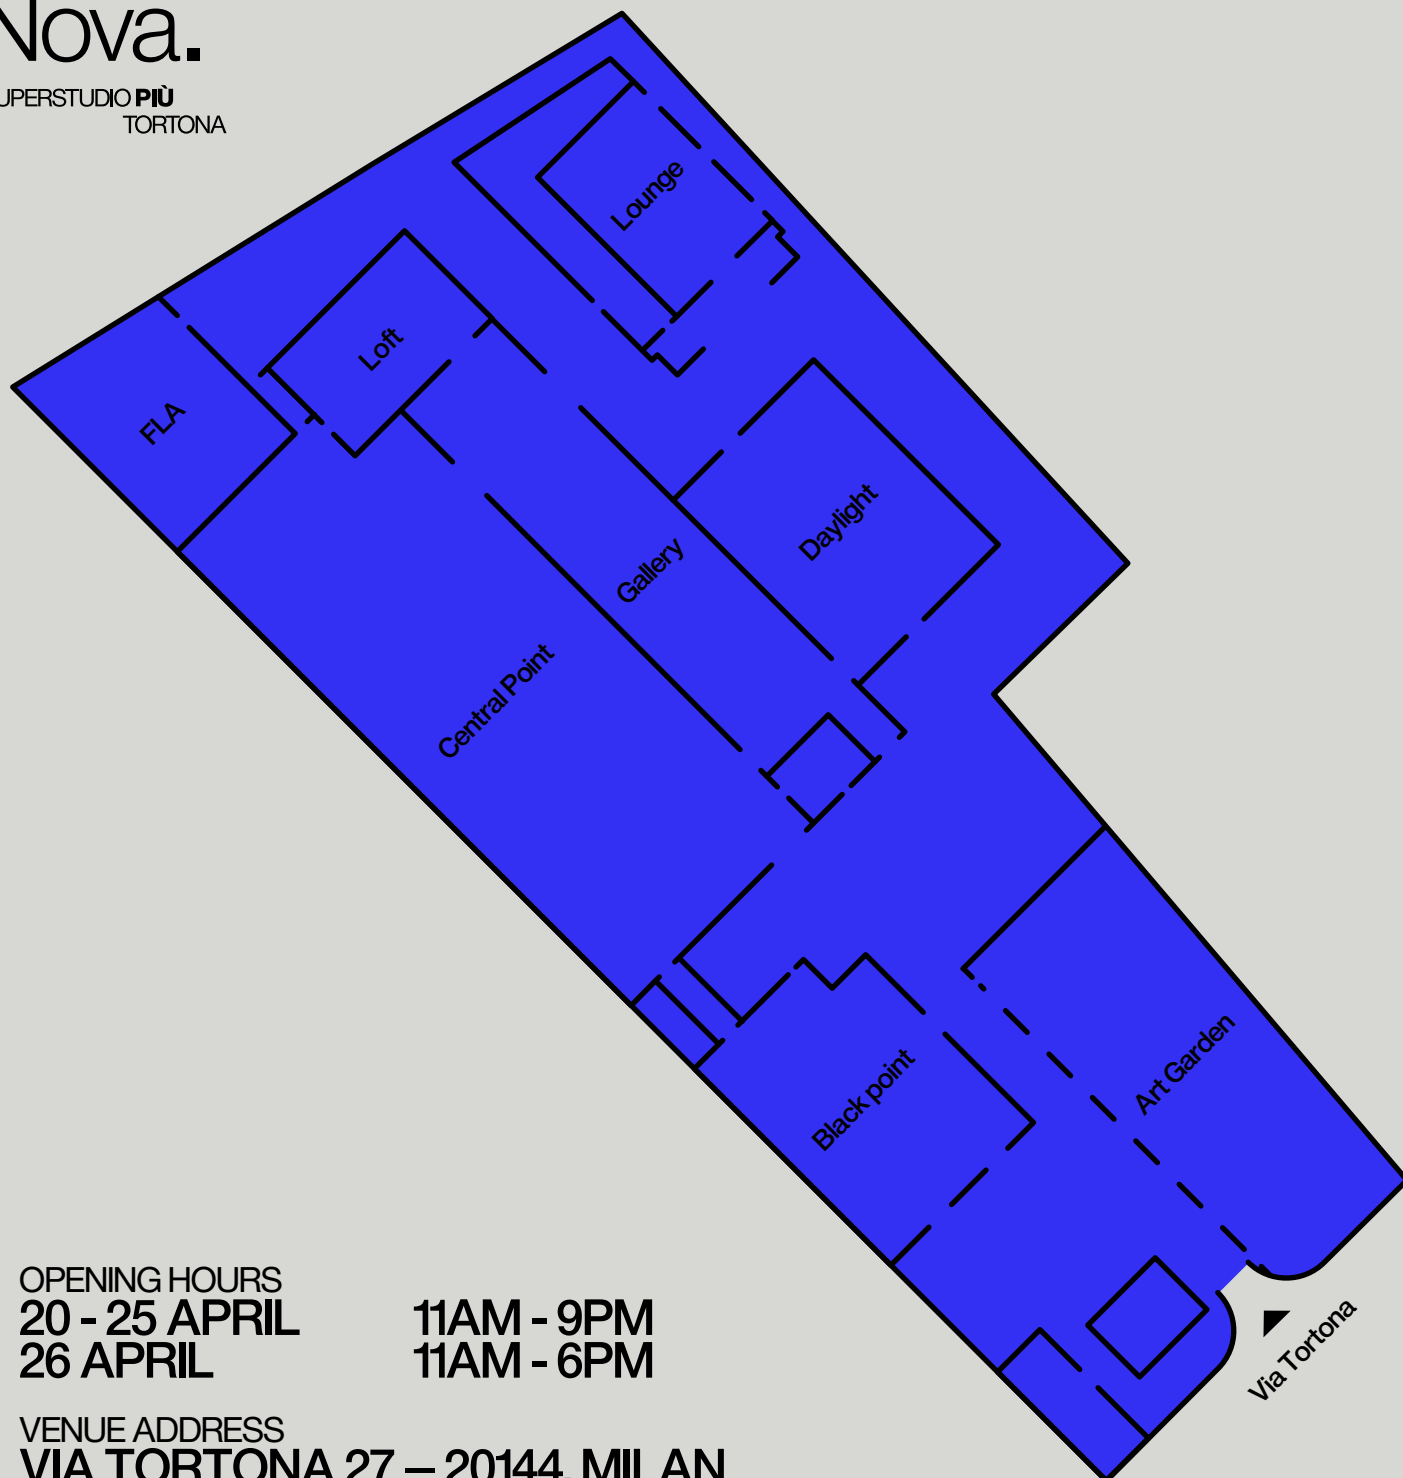 Nova.
SUPERSTUDIO PIÙ
TORTONA
Lounge
Loft
FLA
Daylight
Gallery
Central Point
Art Garden
Black point
Via Tortona
OPENING HOURS
20 - 25 APRIL 11AM - 9PM
26 APRIL 11AM - 6PM
VENUE ADDRESS
VIA TORTONA 27 – 20144, MILAN